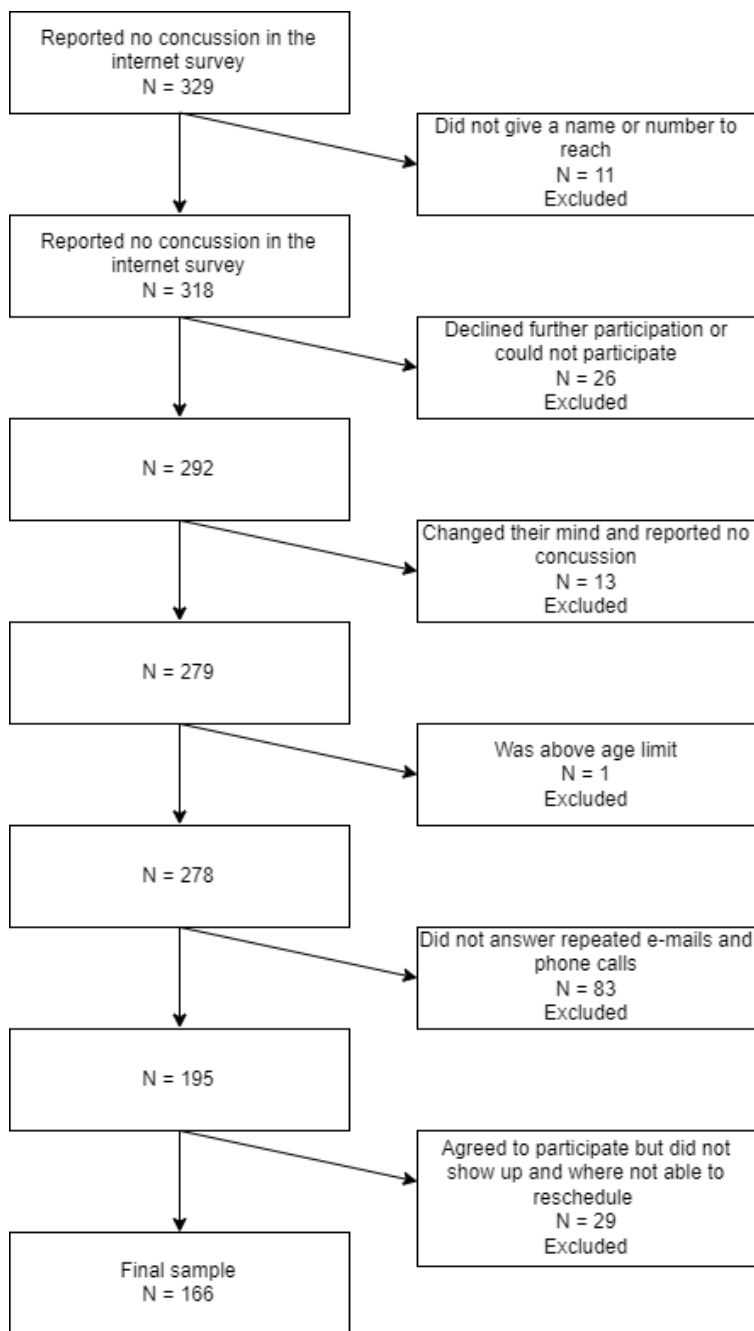 Reported no concussion in the
internet survey
N = 329
Did not give a name or number to
reach
N = 11
Excluded
Reported no concussion in the
internet survey
N = 318
Declined further participation or
could not participate
N = 26
Excluded
N = 292
Changed their mind and reported no
concussion
N = 13
Excluded
N = 279
Was above age limit
N = 1
Excluded
N = 278
Did not answer repeated e-mails and
phone calls
N = 83
Excluded
N = 195
Agreed to participate but did not
show up and where not able to
reschedule
N = 29
Excluded
Final sample
N = 166